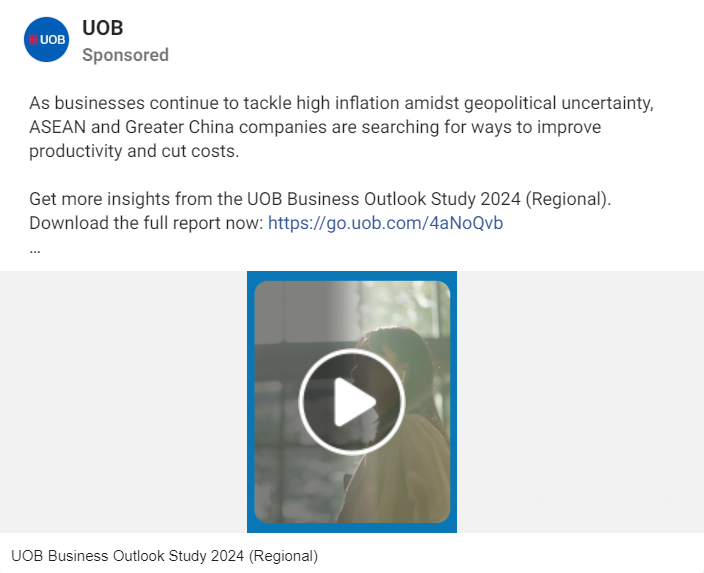 UOB
UOB
Sponsored
As businesses continue to tackle high inflation amidst geopolitical uncertainty,
ASEAN and Greater China companies are searching for ways to improve
productivity and cut costs.
Get more insights from the UOB Business Outlook Study 2024 (Regional).
Download the full report now: https://go.uob.com/4aNoQvb
...
UOB Business Outlook Study 2024 (Regional)